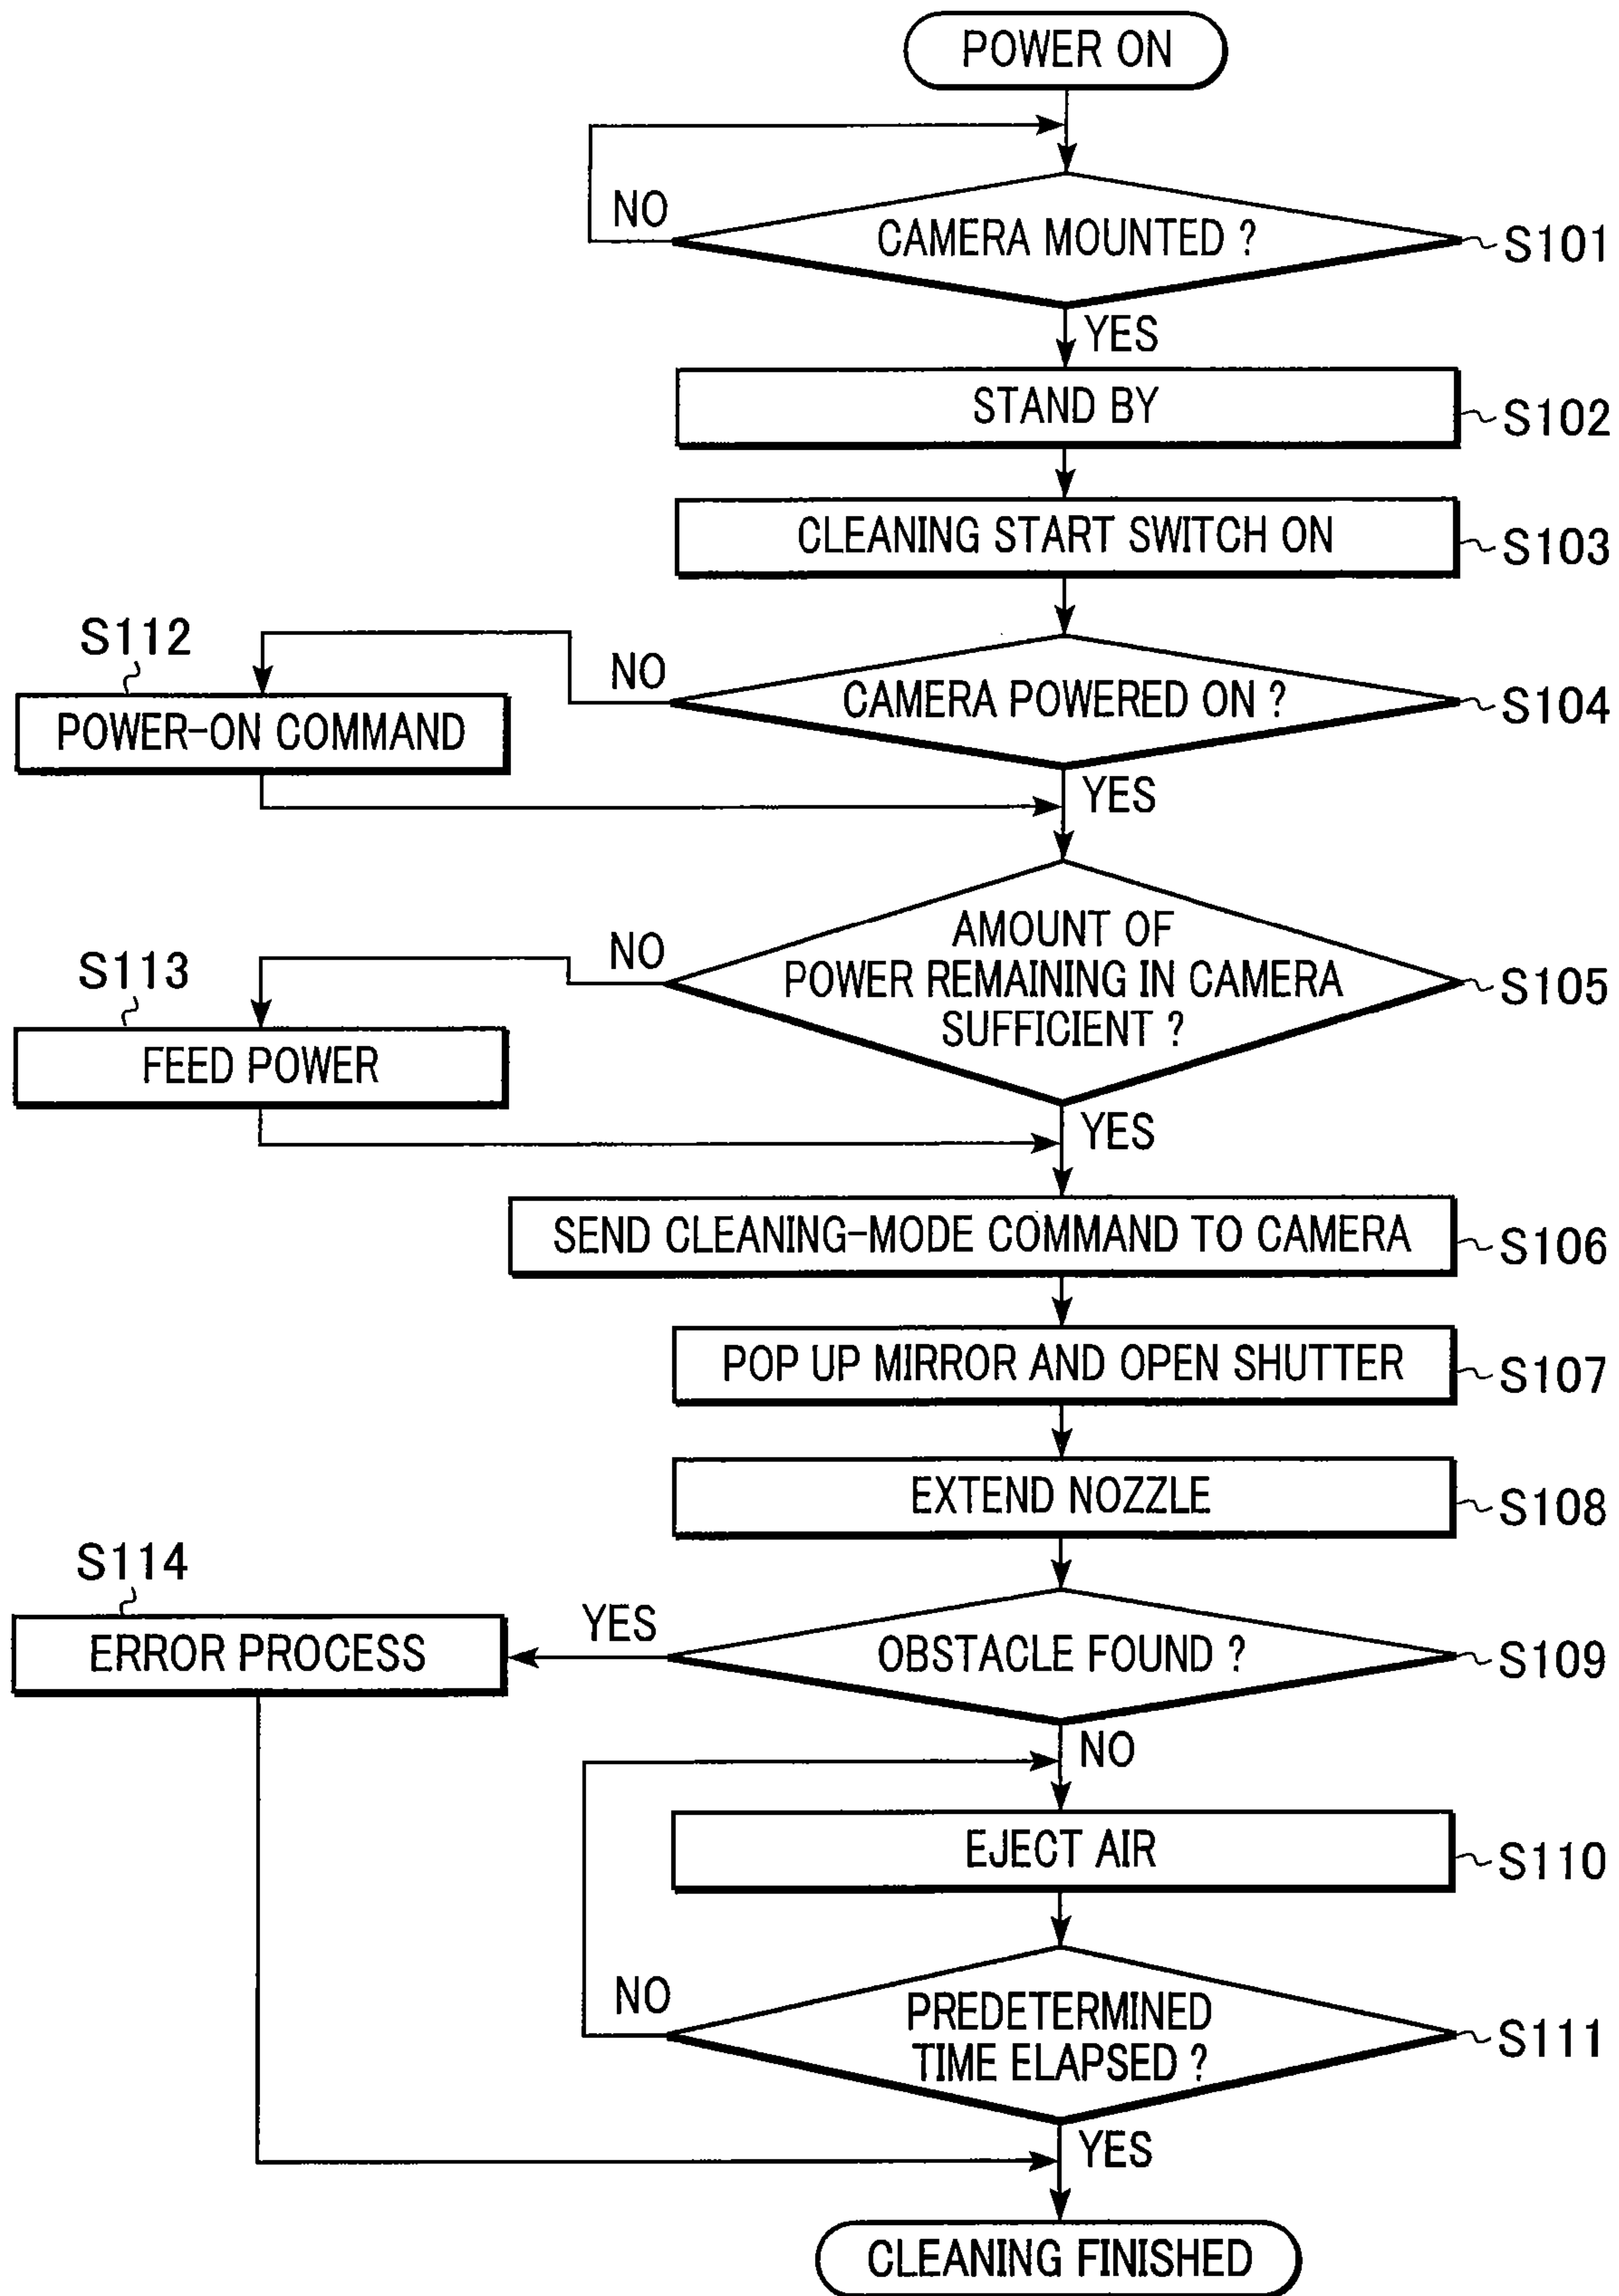 POWER ON
NO
CAMERA MOUNTED ?
S101
YES
STAND BY
S102
CLEANING START SWITCH ON
S103
S112
NO
CAMERA POWERED ON ?
S104
POWER-ON COMMAND
YES
AMOUNT OF
POWER REMAINING IN CAMERA
SUFFICIENT ?
S105
NO
S113
FEED POWER
YES
SEND CLEANING-MODE COMMAND TO CAMERA
S106
POP UP MIRROR AND OPEN SHUTTER
S107
EXTEND NOZZLE
S108
S114
ERROR PROCESS
YES
OBSTACLE FOUND ?
S109
NO
EJECT AIR
S110
NO
PREDETERMINED
TIME ELAPSED ?
S111
YES
CLEANING FINISHED